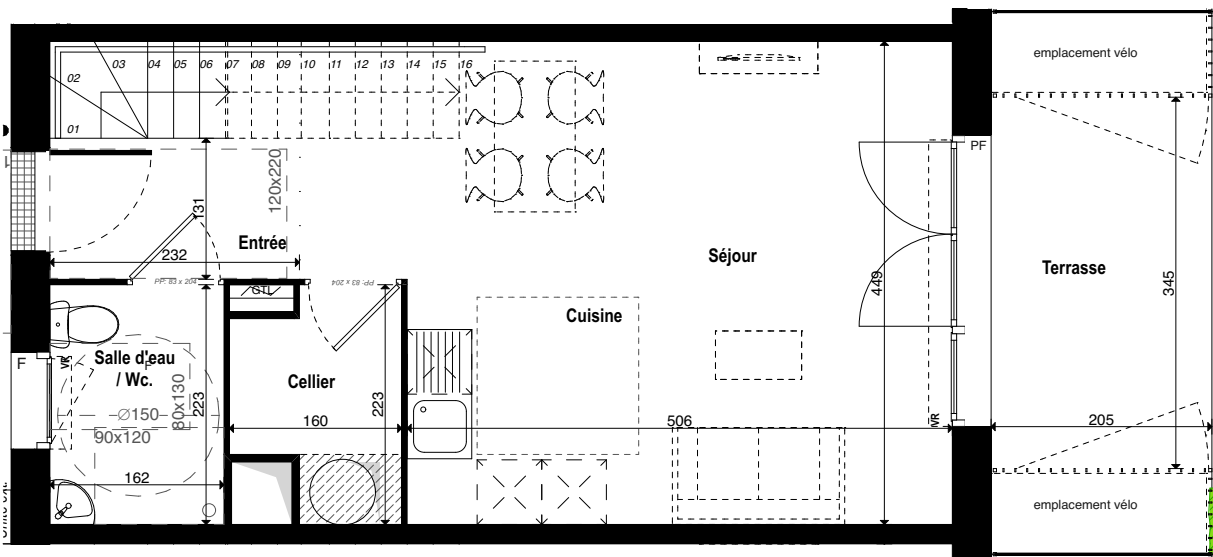 emplacement vélo
02
03 04 05 06 07 08 09 10 11 12 13 14 15 16
01
PF
131
120x220
Entrée
232
Séjour
449
Terrasse
345
PP: 83 x 204
PP: 83 x 204
GTL
Cuisine
F
VR
Salle d'eau
/ Wc.
F
Cellier
80x130
223
223
Ø150
90x120
160
506
VR
205
162
emplacement vélo